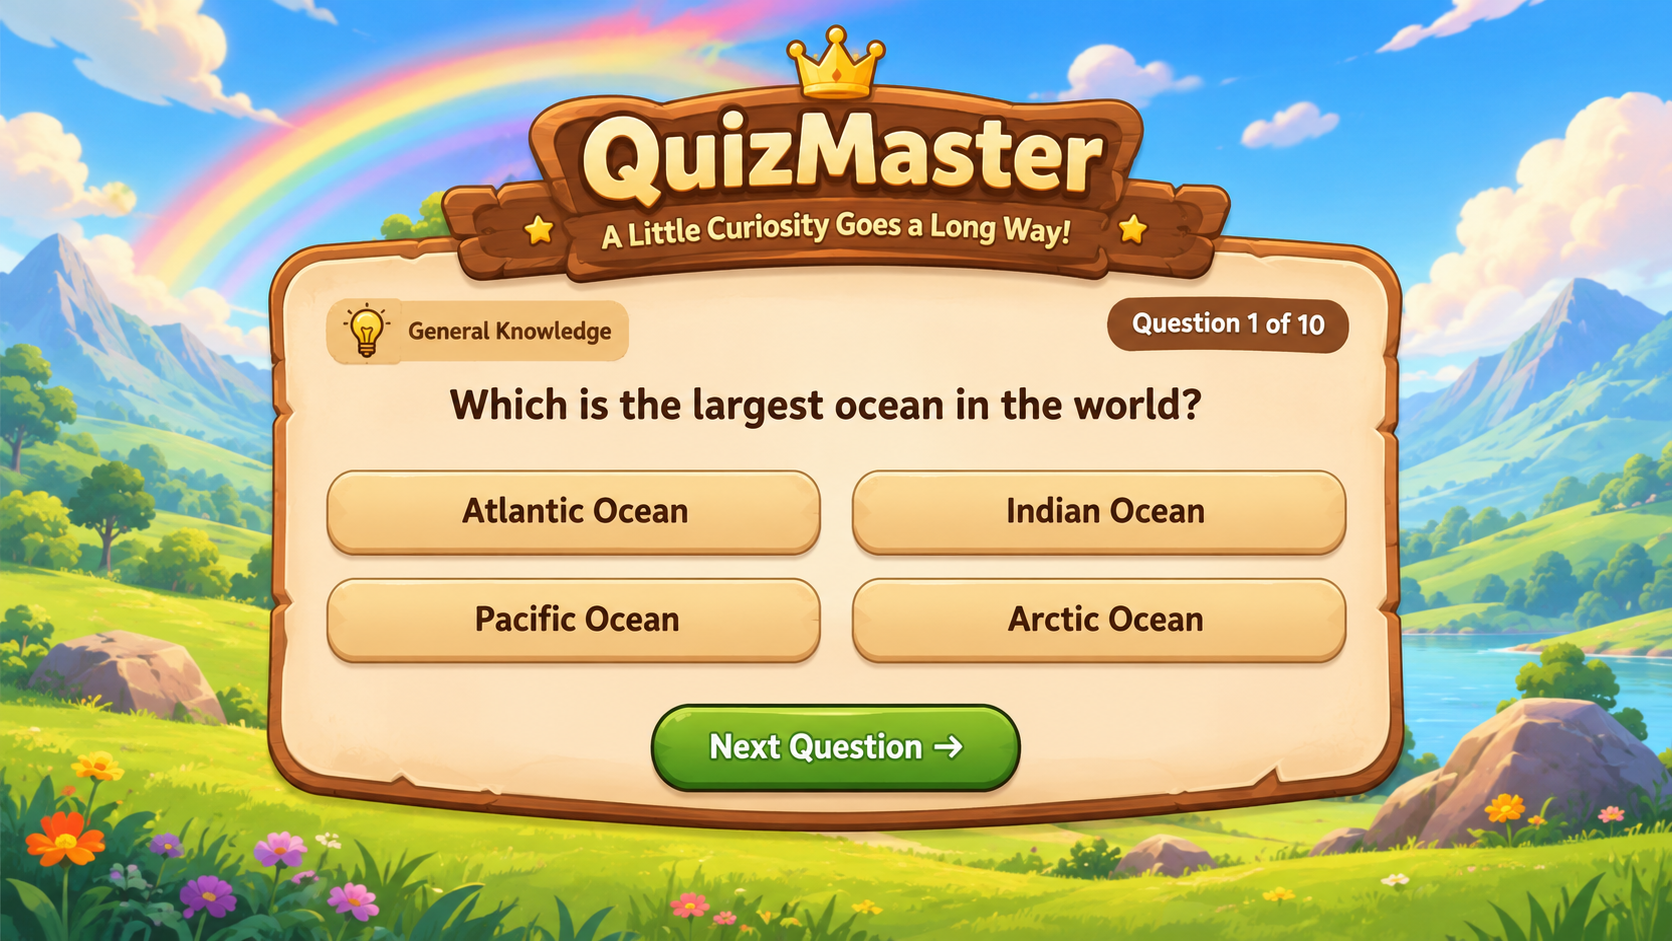 QuizMaster
A Little Curiosity Goes a Long Way!
General Knowledge
Question 1 of 10
Which is the largest ocean in the world?
Atlantic Ocean
Indian Ocean
Pacific Ocean
Arctic Ocean
Next Question →